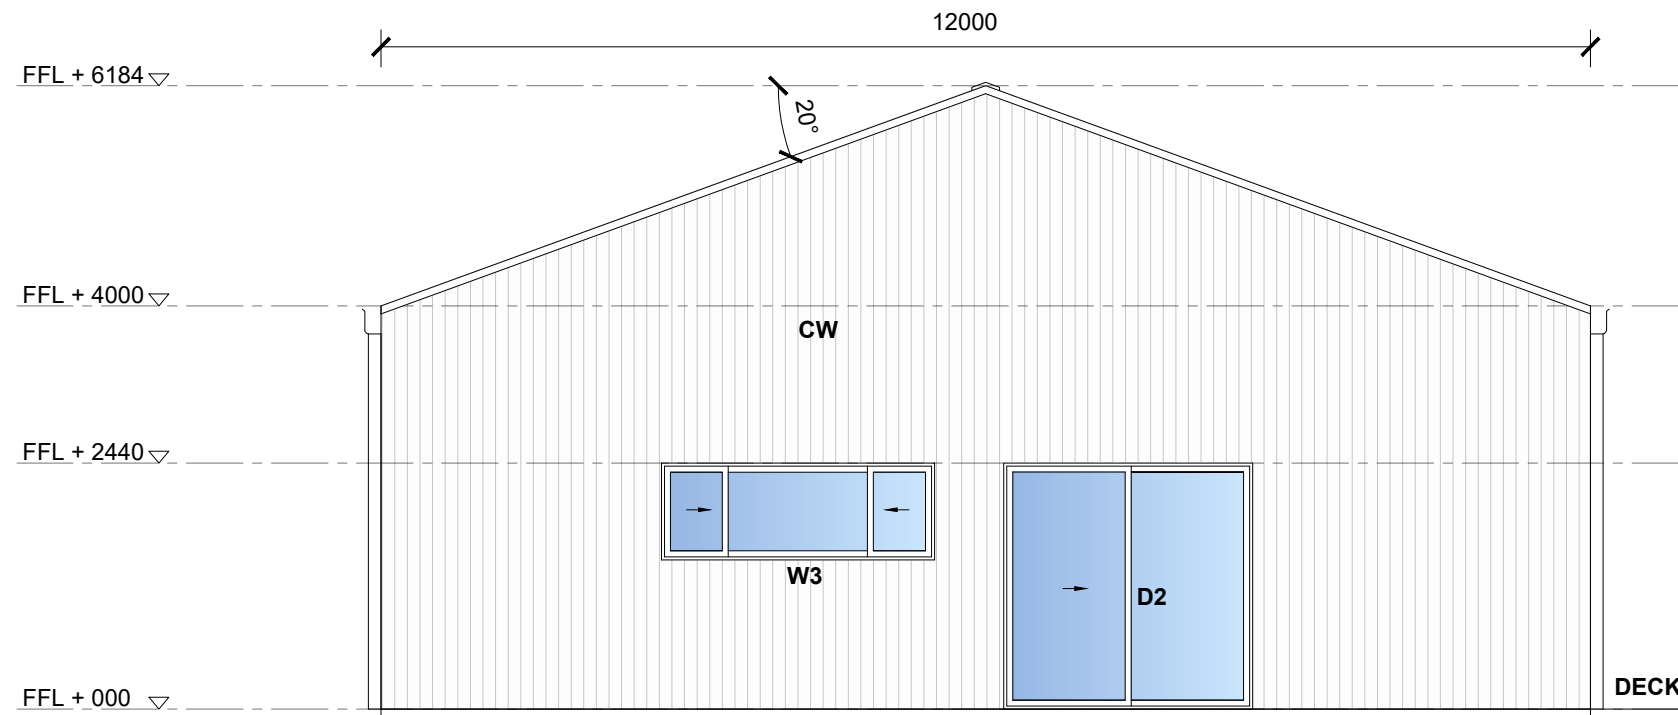 12000
FFL + 6184
20°
FFL + 4000
CW
FFL + 2440
W3
D2
DECK
FFL + 000